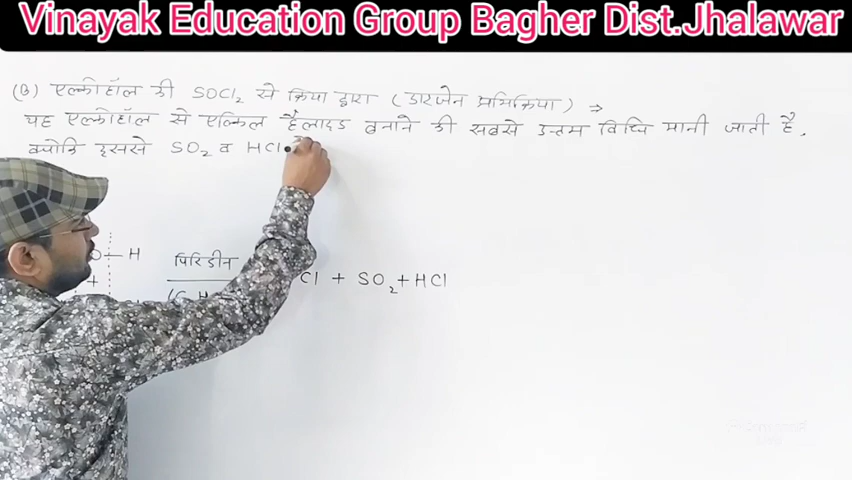 Vinayak Education Group Bagher Dist.Jhalawar
(B) एल्कोहॉल की SOCl2 से क्रिया द्वारा (डारजेन अभिक्रिया) ⇒
यह एल्कोहॉल से एल्किल हैलाइड बनाने की सबसे उत्तम विधि मानी जाती है,
क्योकि इससे SO2 व HCl
O—H
पिरिडीन
+
Cl + SO2 + HCl